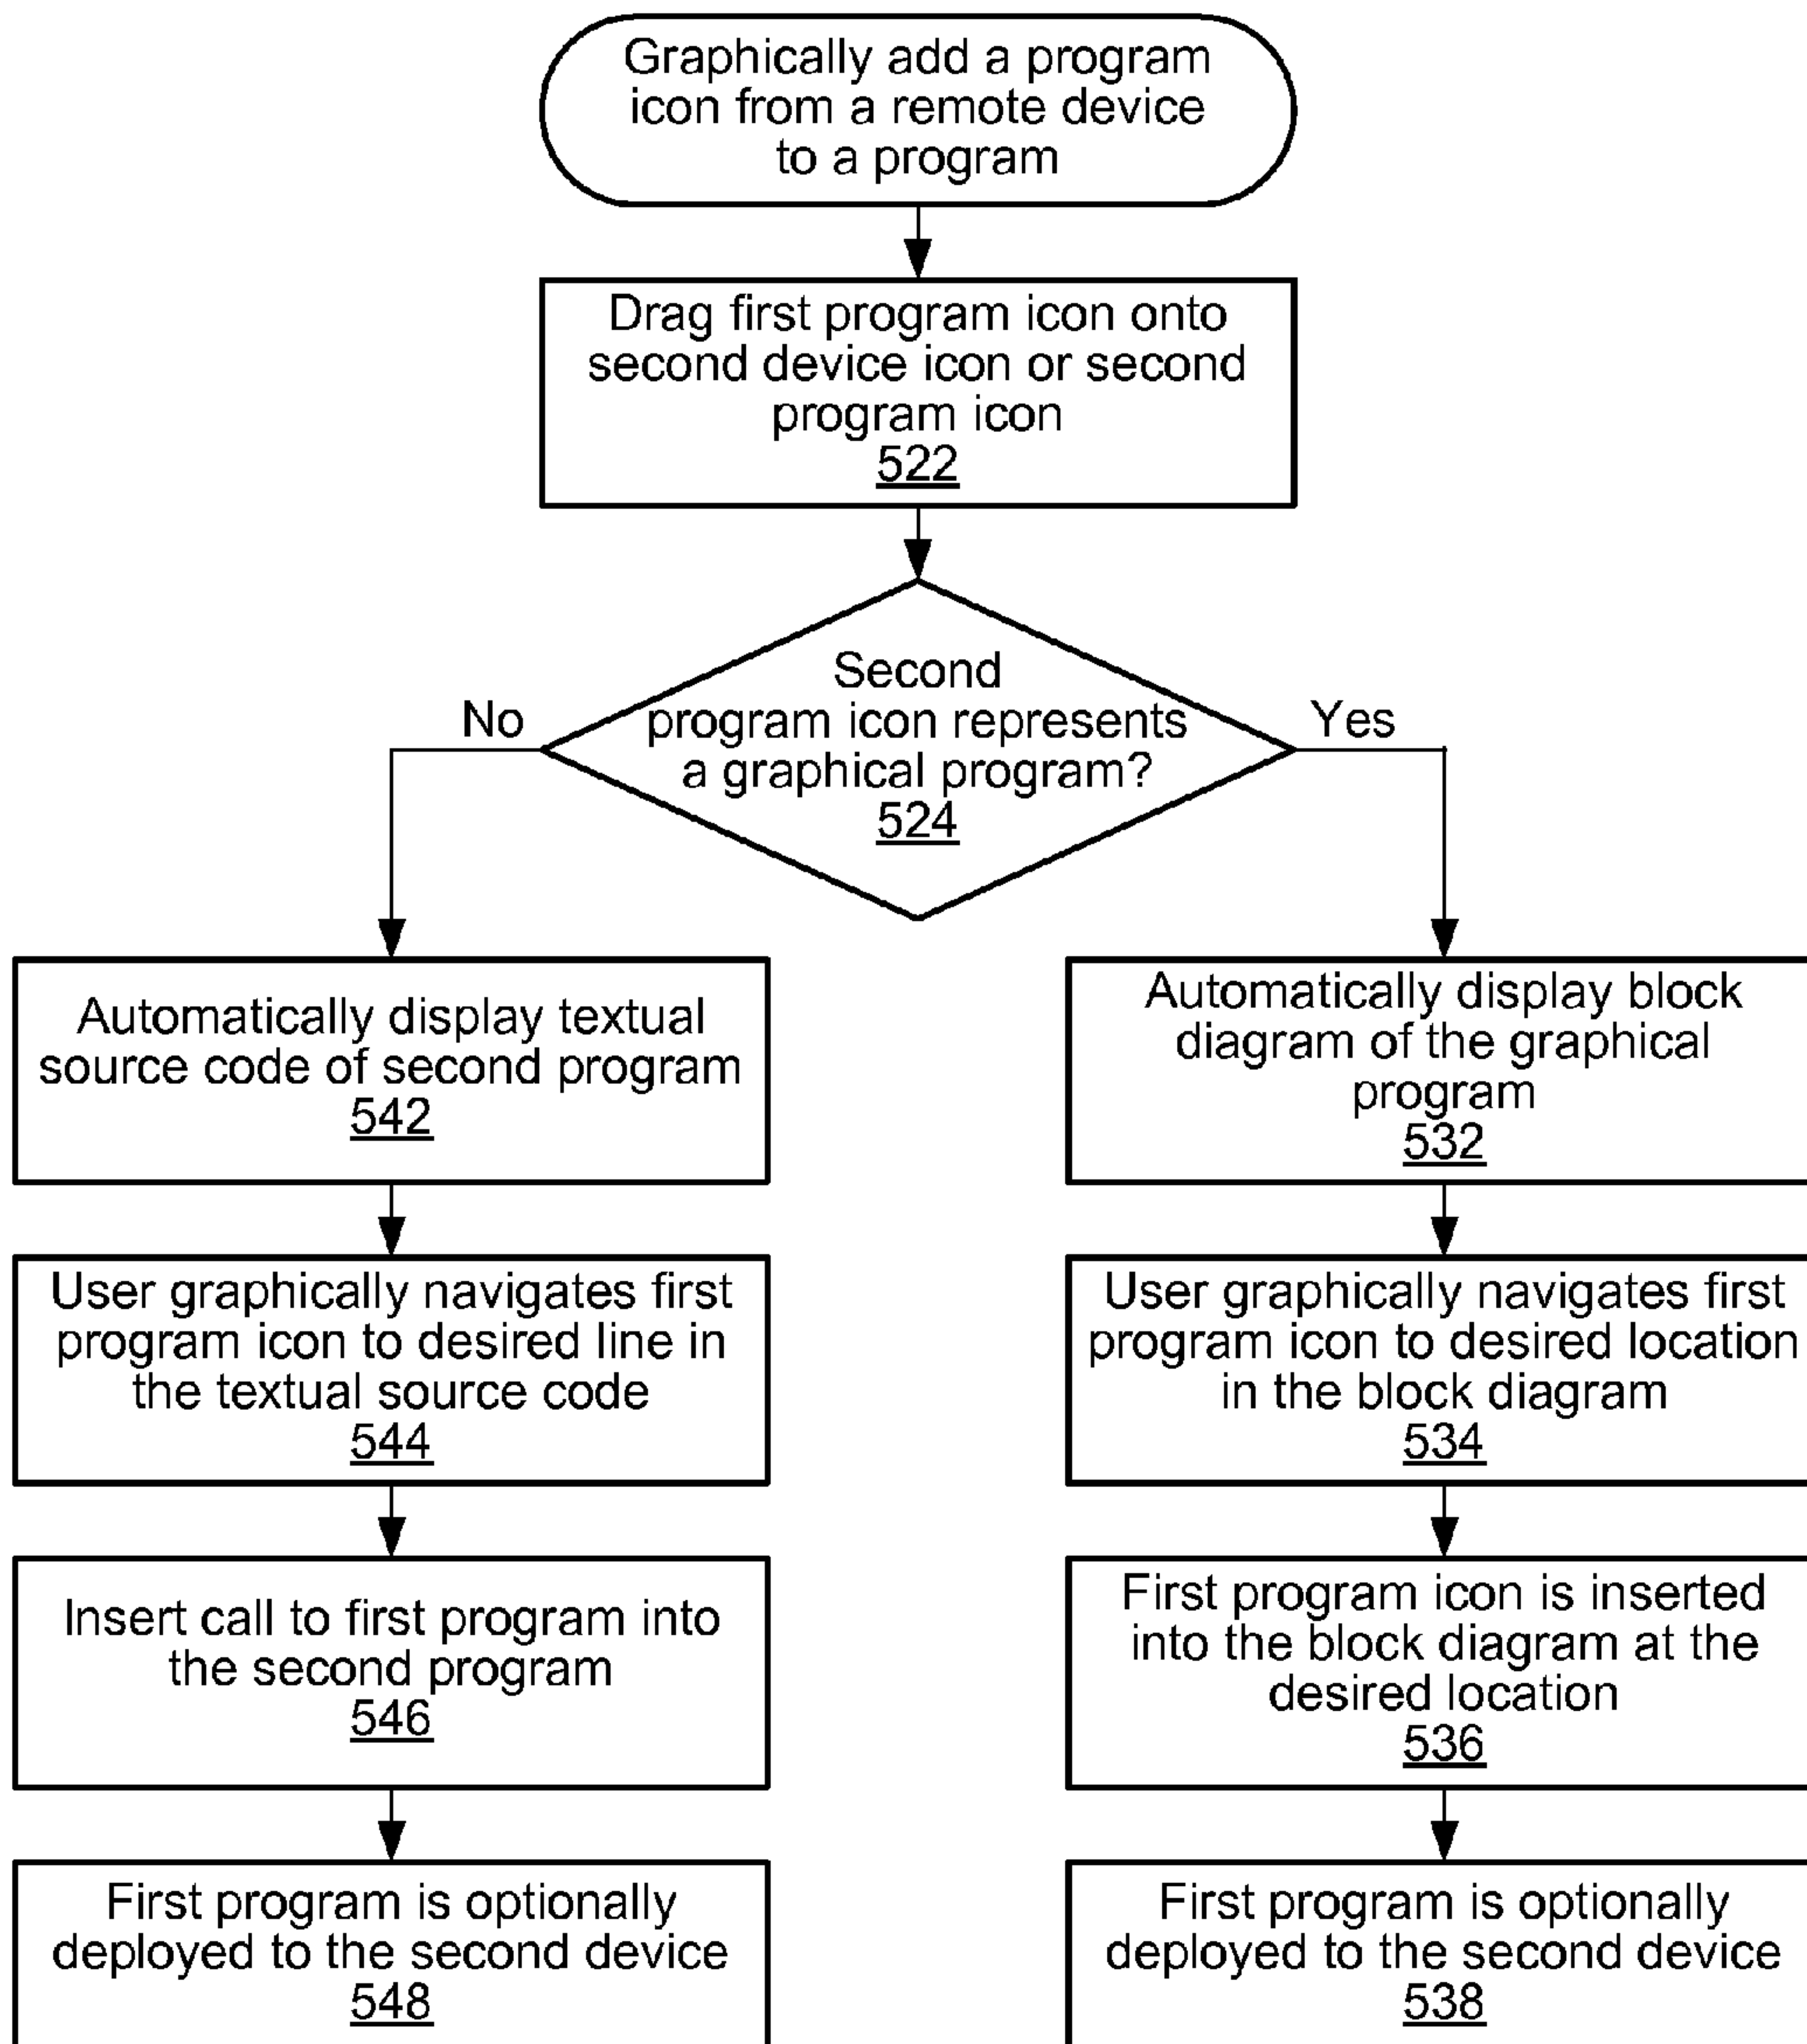 Graphically add a program
icon from a remote device
to a program
Drag first program icon onto
second device icon or second
program icon
522
Second
program icon represents
a graphical program?
524
No
Yes
Automatically display textual
source code of second program
542
User graphically navigates first
program icon to desired line in
the textual source code
544
Insert call to first program into
the second program
546
First program is optionally
deployed to the second device
548
Automatically display block
diagram of the graphical
program
532
User graphically navigates first
program icon to desired location
in the block diagram
534
First program icon is inserted
into the block diagram at the
desired location
536
First program is optionally
deployed to the second device
538